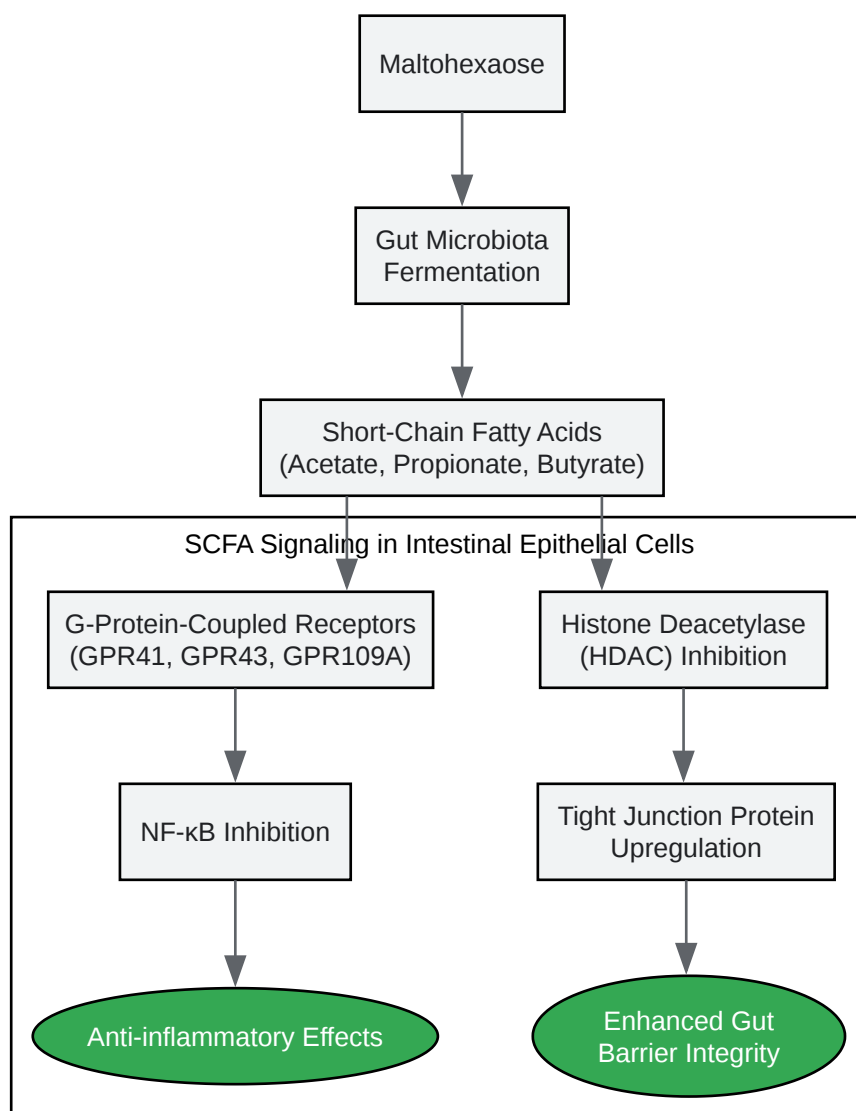 Maltohexaose
Gut Microbiota
Fermentation
Short-Chain Fatty Acids
(Acetate, Propionate, Butyrate)
SCFA Signaling in Intestinal Epithelial Cells
G-Protein-Coupled Receptors
(GPR41, GPR43, GPR109A)
Histone Deacetylase
(HDAC) Inhibition
NF-κB Inhibition
Tight Junction Protein
Upregulation
Anti-inflammatory Effects
Enhanced Gut
Barrier Integrity